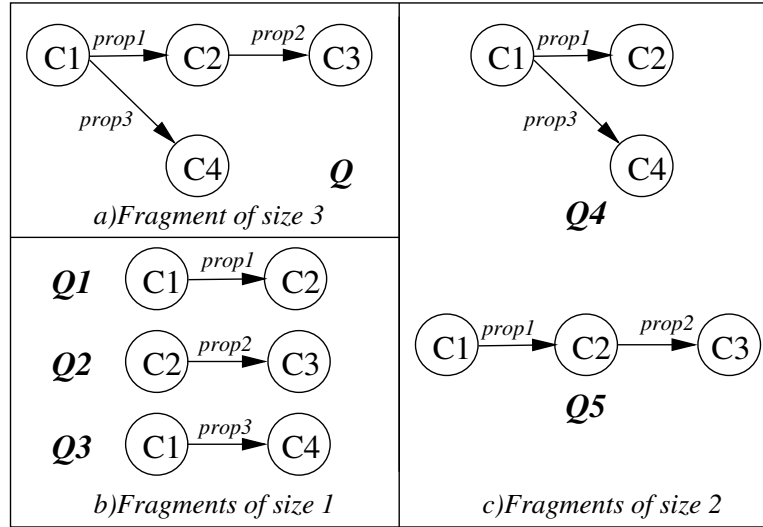 prop1 prop2
C1 C2 C3
prop3
C4 Q
a)Fragment of size 3
Q1 C1 prop1 C2
Q2 C2 prop2 C3
Q3 C1 prop3 C4
b)Fragments of size 1
prop1
C1 C2
prop3
C4
Q4
prop1 prop2
C1 C2 C3
Q5
c)Fragments of size 2